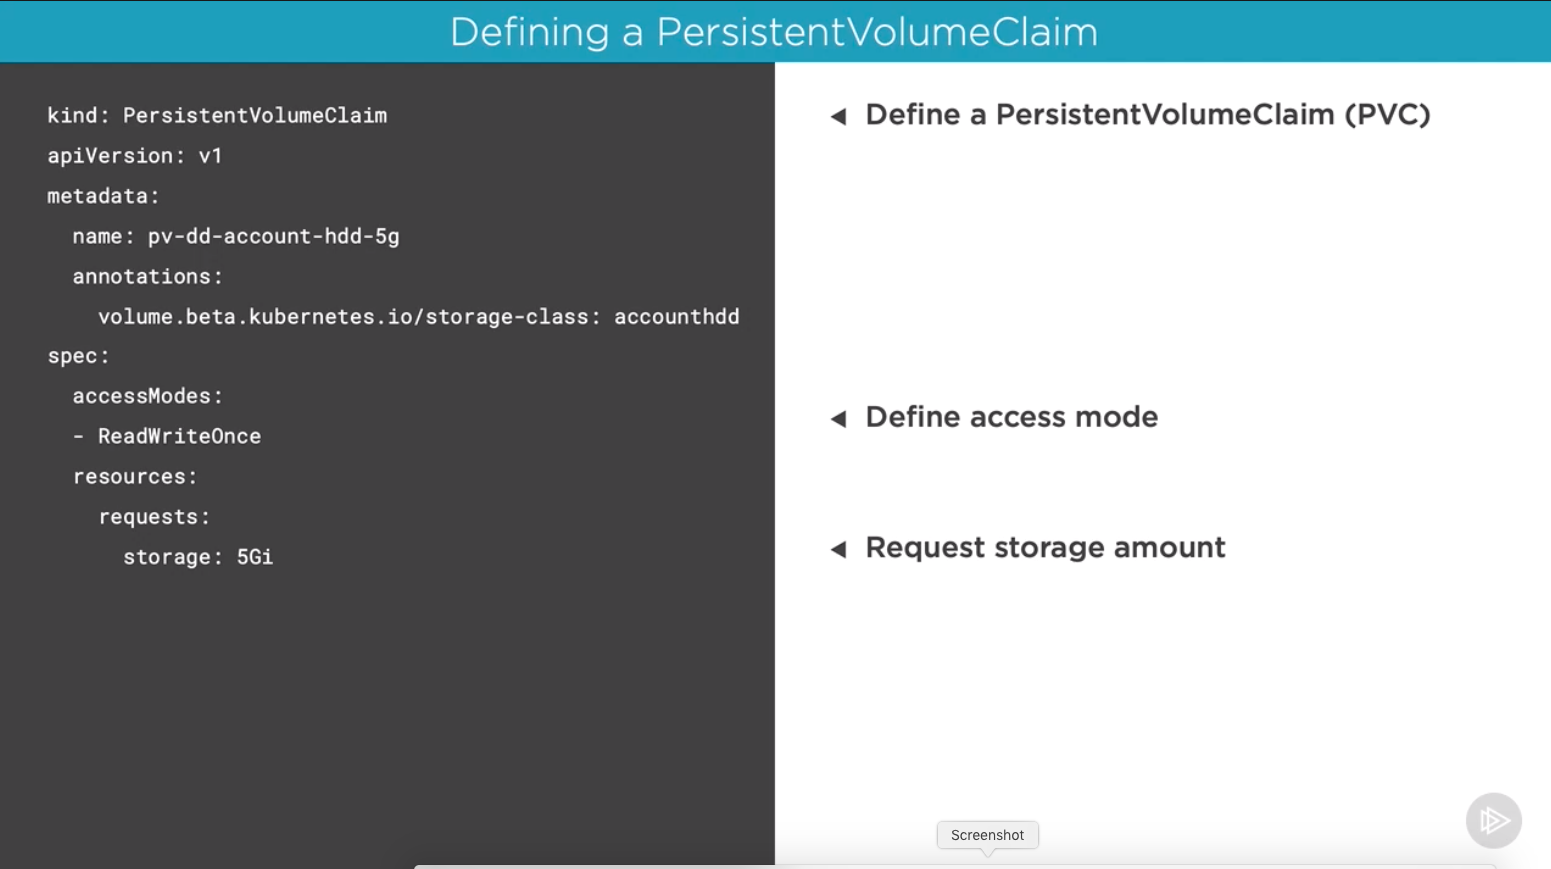 Defining a PersistentVolumeClaim
kind: PersistentVolumeClaim
apiVersion: v1
metadata:
  name: pv-dd-account-hdd-5g
  annotations:
    volume.beta.kubernetes.io/storage-class: accounthdd
spec:
  accessModes:
  - ReadWriteOnce
  resources:
    requests:
      storage: 5Gi
Define a PersistentVolumeClaim (PVC)
Define access mode
Request storage amount
Screenshot